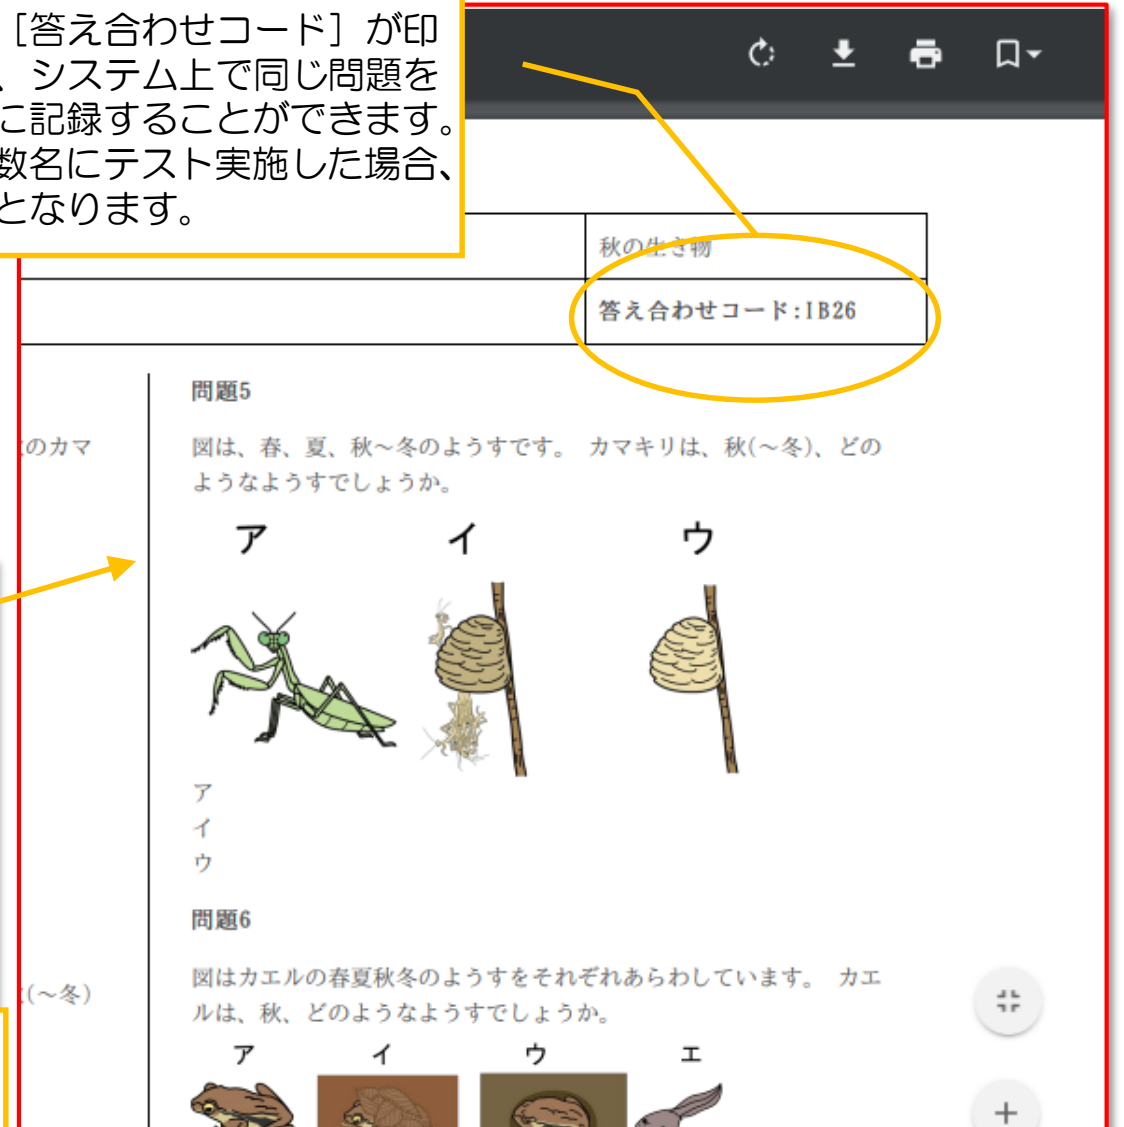 ［答え合わせコード］が印
、システム上で同じ問題を
に記録することができます。
数名にテスト実施した場合、
となります。
秋の生き物
答え合わせコード:IB26
のカマ
(～冬)
問題5
図は、春、夏、秋～冬のようすです。 カマキリは、秋(～冬)、どの
ようなようすでしょうか。
ア イ ウ
ア
イ
ウ
問題6
図はカエルの春夏秋冬のようすをそれぞれあらわしています。 カエ
ルは、秋、どのようなようすでしょうか。
ア イ ウ エ